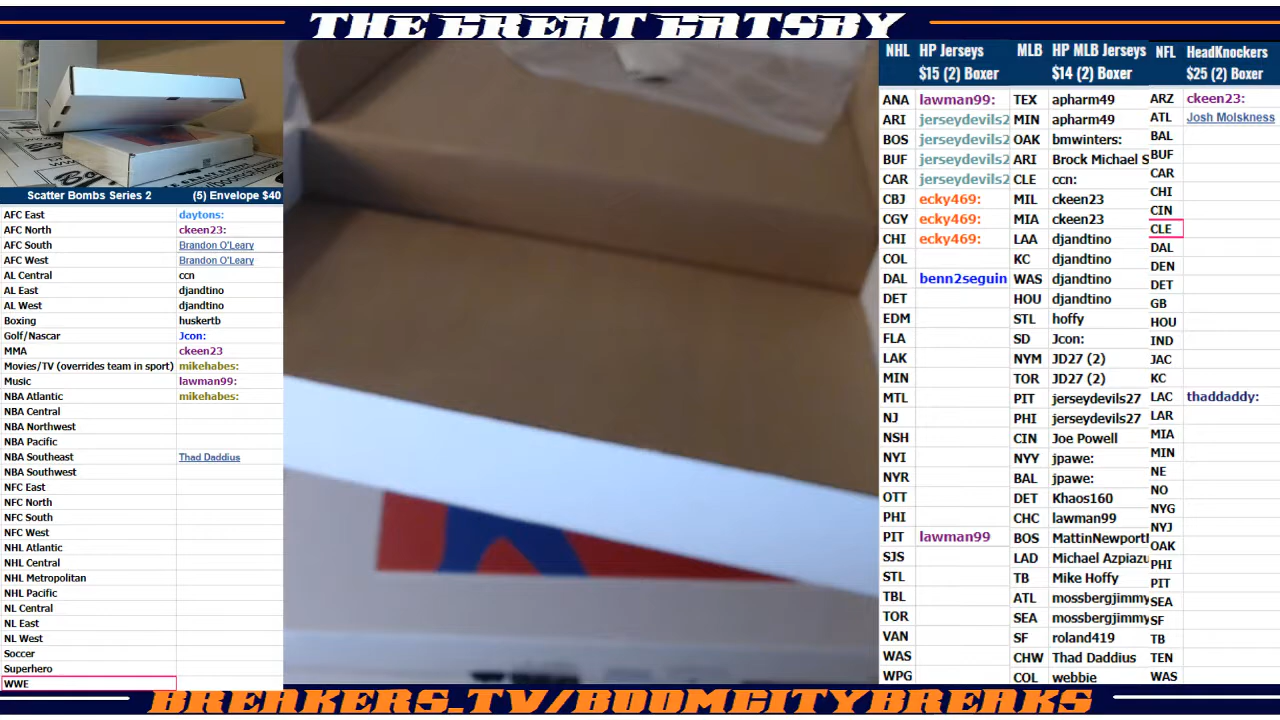 THE GREAT GATSBY
Scatter Bombs Series 2 (5) Envelope $40
AFC East daytons:
AFC North ckeen23:
AFC South Brandon O'Leary
AFC West Brandon O'Leary
AL Central ccn
AL East djandtino
AL West djandtino
Boxing huskertb
Golf/Nascar Jcon:
MMA ckeen23
Movies/TV (overrides team in sport) mikehabes:
Music lawman99:
NBA Atlantic mikehabes:
NBA Central
NBA Northwest
NBA Pacific
NBA Southeast Thad Daddius
NBA Southwest
NFC East
NFC North
NFC South
NFC West
NHL Atlantic
NHL Central
NHL Metropolitan
NHL Pacific
NL Central
NL East
NL West
Soccer
Superhero
WWE
NHL HP Jerseys
$15 (2) Boxer
ANA lawman99:
ARI jerseydevils2
BOS jerseydevils2
BUF jerseydevils2
CAR jerseydevils2
CBJ ecky469:
CGY ecky469:
CHI ecky469:
COL
DAL benn2seguin
DET
EDM
FLA
LAK
MIN
MTL
NJ
NSH
NYI
NYR
OTT
PHI
PIT lawman99
SJS
STL
TBL
TOR
VAN
WAS
WPG
MLB HP MLB Jerseys
$14 (2) Boxer
TEX apharm49
MIN apharm49
OAK bmwinters:
ARI Brock Michael S
CLE ccn:
MIL ckeen23
MIA ckeen23
LAA djandtino
KC djandtino
WAS djandtino
HOU djandtino
STL hoffy
SD Jcon:
NYM JD27 (2)
TOR JD27 (2)
PIT jerseydevils27
PHI jerseydevils27
CIN Joe Powell
NYY jpawe:
BAL jpawe:
DET Khaos160
CHC lawman99
BOS MattinNewport
LAD Michael Azpiazu
TB Mike Hoffy
ATL mossbergjimmy
SEA mossbergjimmy
SF roland419
CHW Thad Daddius
COL webbie
NFL HeadKnockers
$25 (2) Boxer
ARZ ckeen23:
ATL Josh Molskness
BAL
BUF
CAR
CHI
CIN
CLE
DAL
DEN
DET
GB
HOU
IND
JAC
KC
LAC thaddaddy:
LAR
MIA
MIN
NE
NO
NYG
NYJ
OAK
PHI
PIT
SEA
SF
TB
TEN
WAS
BREAKERS.TV/BOOMCITYBREAKS